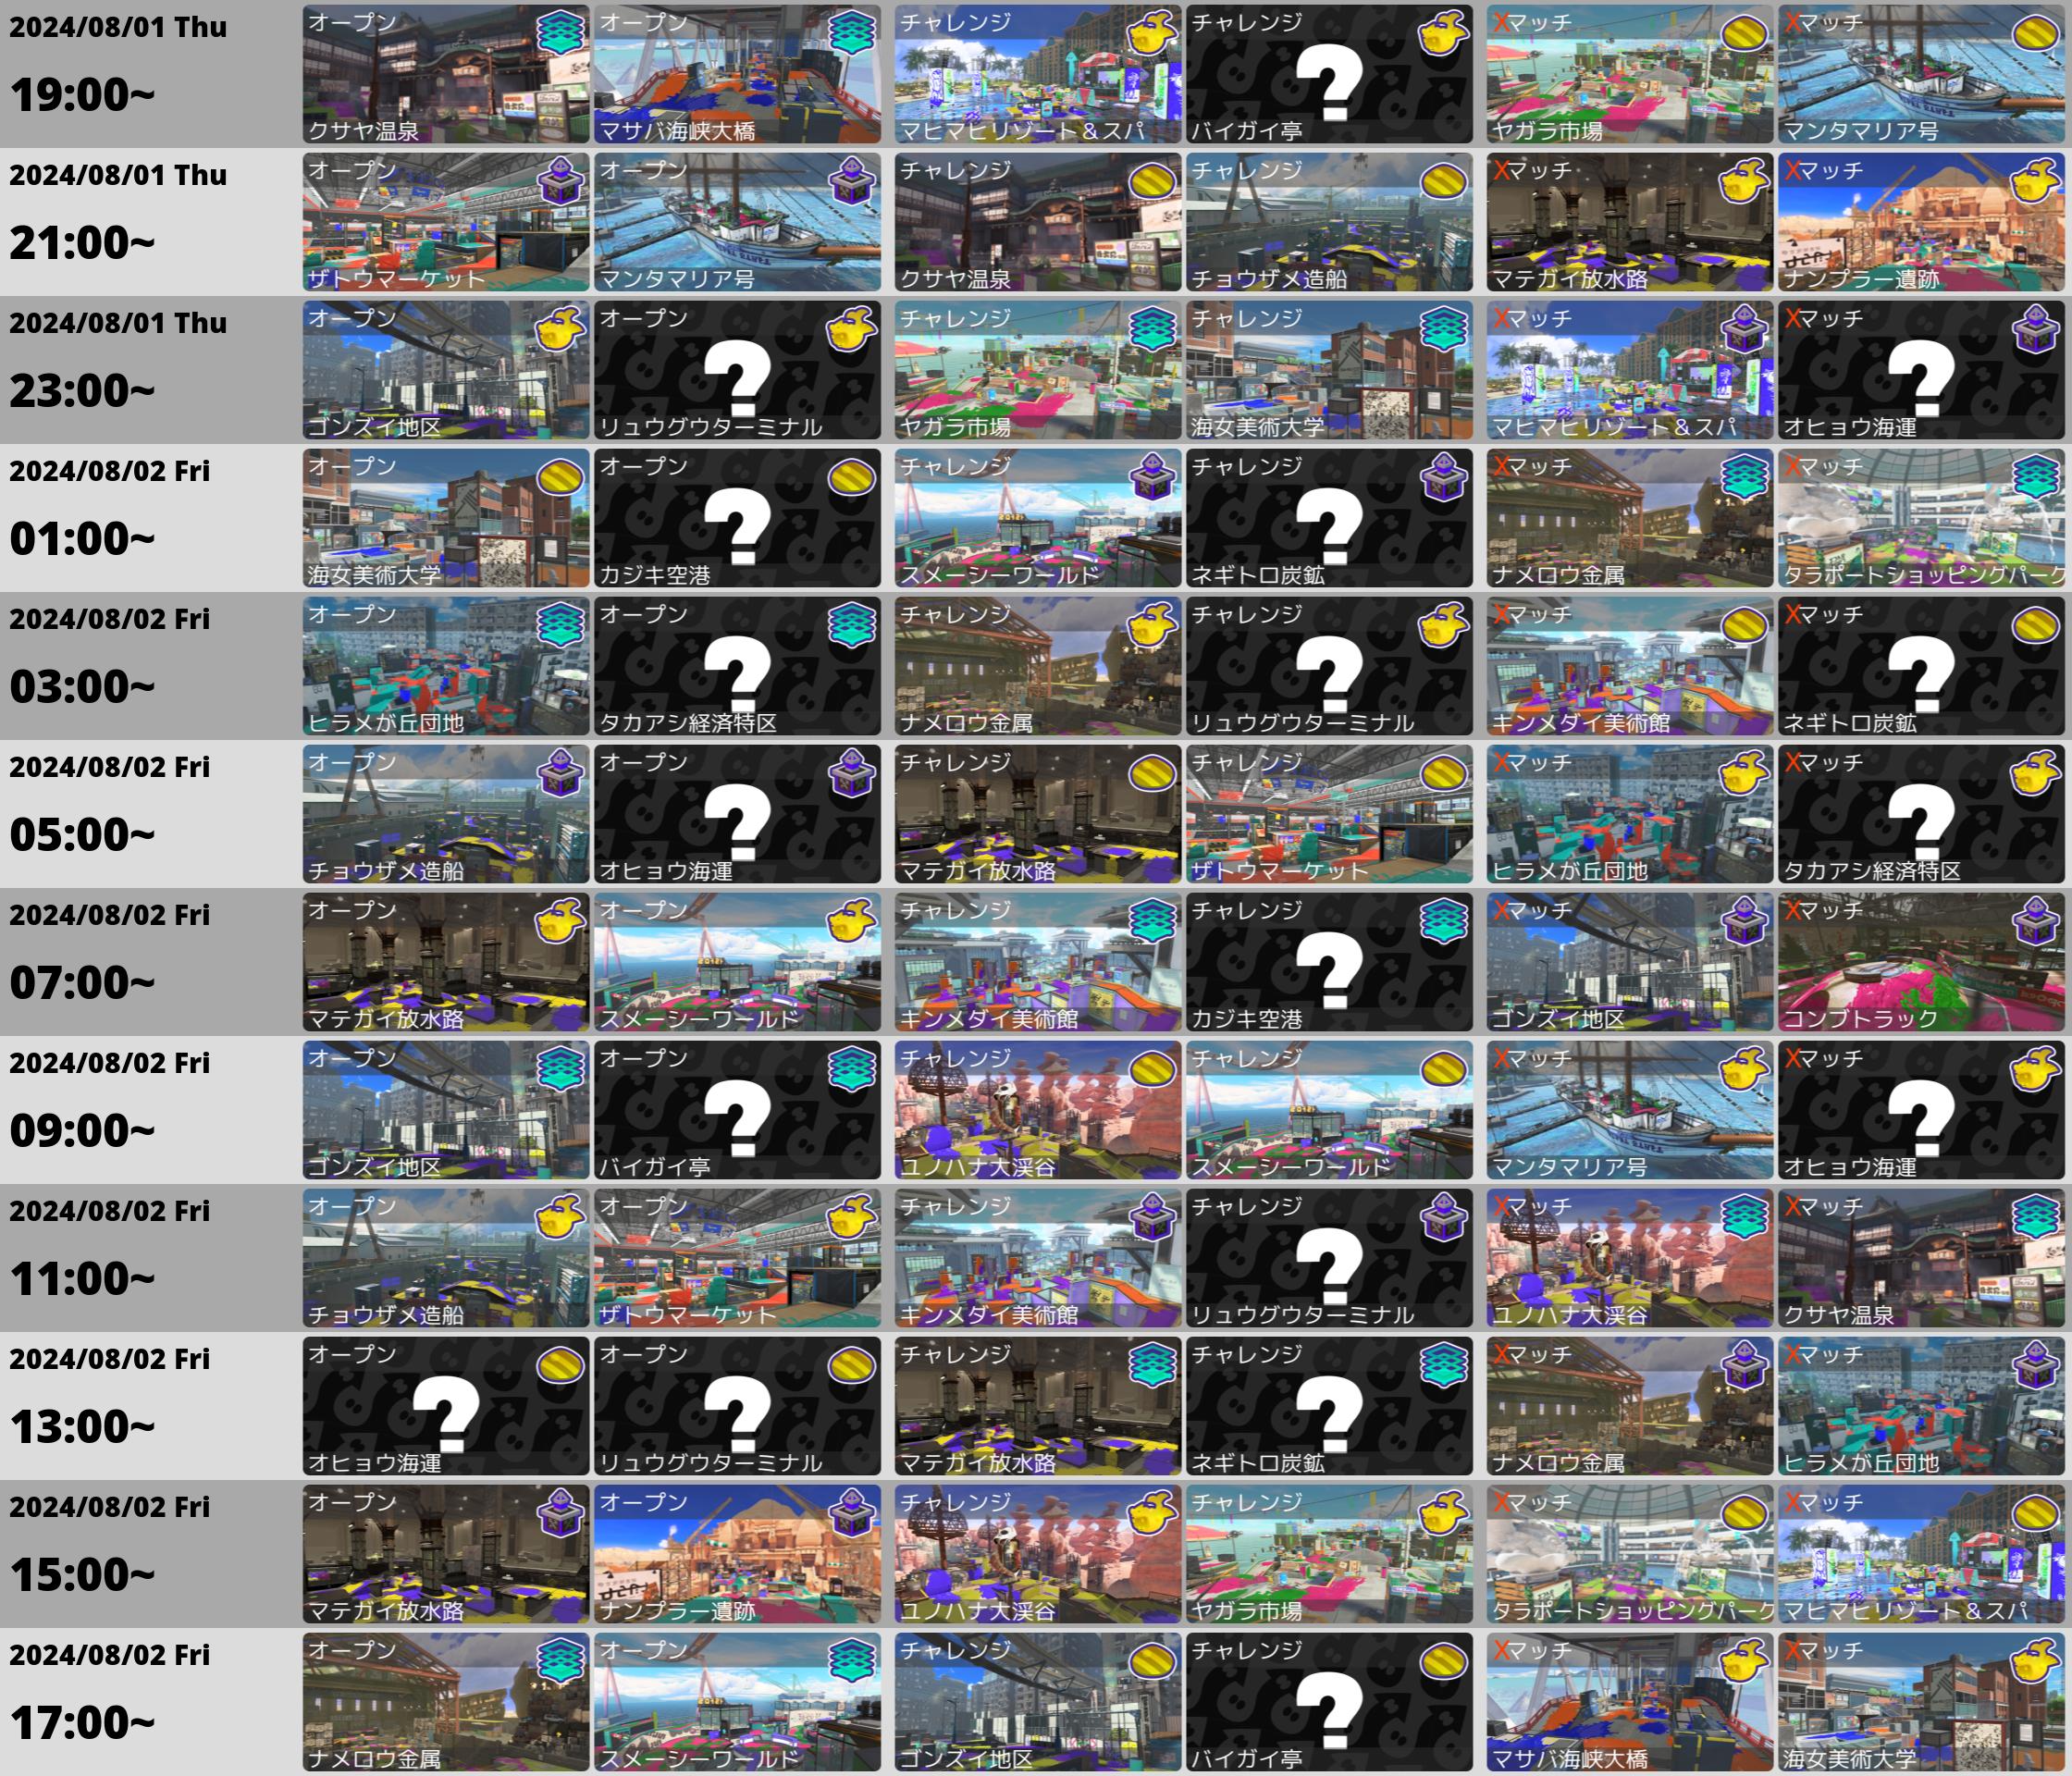 2024/08/01 Thu
19:00~
オープン
クサヤ温泉
オープン
マサバ海峡大橋
チャレンジ
マヒマヒリゾート&スパ
チャレンジ
バイガイ亭
Xマッチ
ヤガラ市場
Xマッチ
マンタマリア号
2024/08/01 Thu
21:00~
オープン
ザトウマーケット
オープン
マンタマリア号
チャレンジ
クサヤ温泉
チャレンジ
チョウザメ造船
Xマッチ
マテガイ放水路
Xマッチ
ナンプラー遺跡
2024/08/01 Thu
23:00~
オープン
ゴンズイ地区
オープン
?
リュウグウターミナル
チャレンジ
ヤガラ市場
チャレンジ
海女美術大学
Xマッチ
マヒマヒリゾート&スパ
Xマッチ
?
オヒョウ海運
2024/08/02 Fri
01:00~
オープン
海女美術大学
オープン
?
カジキ空港
チャレンジ
スメーシーワールド
チャレンジ
?
ネギトロ炭鉱
Xマッチ
ナメロウ金属
Xマッチ
タラポートショッピングパーク
2024/08/02 Fri
03:00~
オープン
ヒラメが丘団地
オープン
?
タカアシ経済特区
チャレンジ
ナメロウ金属
チャレンジ
?
リュウグウターミナル
Xマッチ
キンメダイ美術館
Xマッチ
?
ネギトロ炭鉱
2024/08/02 Fri
05:00~
オープン
チョウザメ造船
オープン
?
オヒョウ海運
チャレンジ
マテガイ放水路
チャレンジ
ザトウマーケット
Xマッチ
ヒラメが丘団地
Xマッチ
?
タカアシ経済特区
2024/08/02 Fri
07:00~
オープン
マテガイ放水路
オープン
スメーシーワールド
チャレンジ
キンメダイ美術館
チャレンジ
?
カジキ空港
Xマッチ
ゴンズイ地区
Xマッチ
コンブトラック
2024/08/02 Fri
09:00~
オープン
ゴンズイ地区
オープン
?
バイガイ亭
チャレンジ
ユノハナ大渓谷
チャレンジ
スメーシーワールド
Xマッチ
マンタマリア号
Xマッチ
?
オヒョウ海運
2024/08/02 Fri
11:00~
オープン
チョウザメ造船
オープン
ザトウマーケット
チャレンジ
キンメダイ美術館
チャレンジ
?
リュウグウターミナル
Xマッチ
ユノハナ大渓谷
Xマッチ
クサヤ温泉
2024/08/02 Fri
13:00~
オープン
?
オヒョウ海運
オープン
?
リュウグウターミナル
チャレンジ
マテガイ放水路
チャレンジ
?
ネギトロ炭鉱
Xマッチ
ナメロウ金属
Xマッチ
ヒラメが丘団地
2024/08/02 Fri
15:00~
オープン
マテガイ放水路
オープン
ナンプラー遺跡
チャレンジ
ユノハナ大渓谷
チャレンジ
ヤガラ市場
Xマッチ
タラポートショッピングパーク
Xマッチ
マヒマヒリゾート&スパ
2024/08/02 Fri
17:00~
オープン
ナメロウ金属
オープン
スメーシーワールド
チャレンジ
ゴンズイ地区
チャレンジ
?
バイガイ亭
Xマッチ
マサバ海峡大橋
Xマッチ
海女美術大学